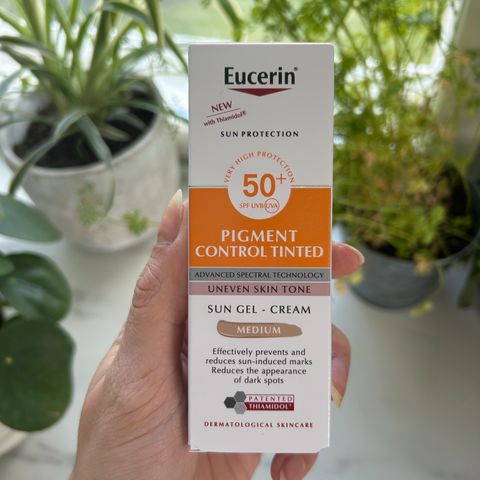 Eucerin®
NEW
with Thiamidol®
SUN PROTECTION
VERY HIGH PROTECTION
50+
SPF UVB UVA
PIGMENT
CONTROL TINTED
ADVANCED SPECTRAL TECHNOLOGY
UNEVEN SKIN TONE
SUN GEL - CREAM
MEDIUM
Effectively prevents and
reduces sun-induced marks
Reduces the appearance
of dark spots
PATENTED
THIAMIDOL®
DERMATOLOGICAL SKINCARE